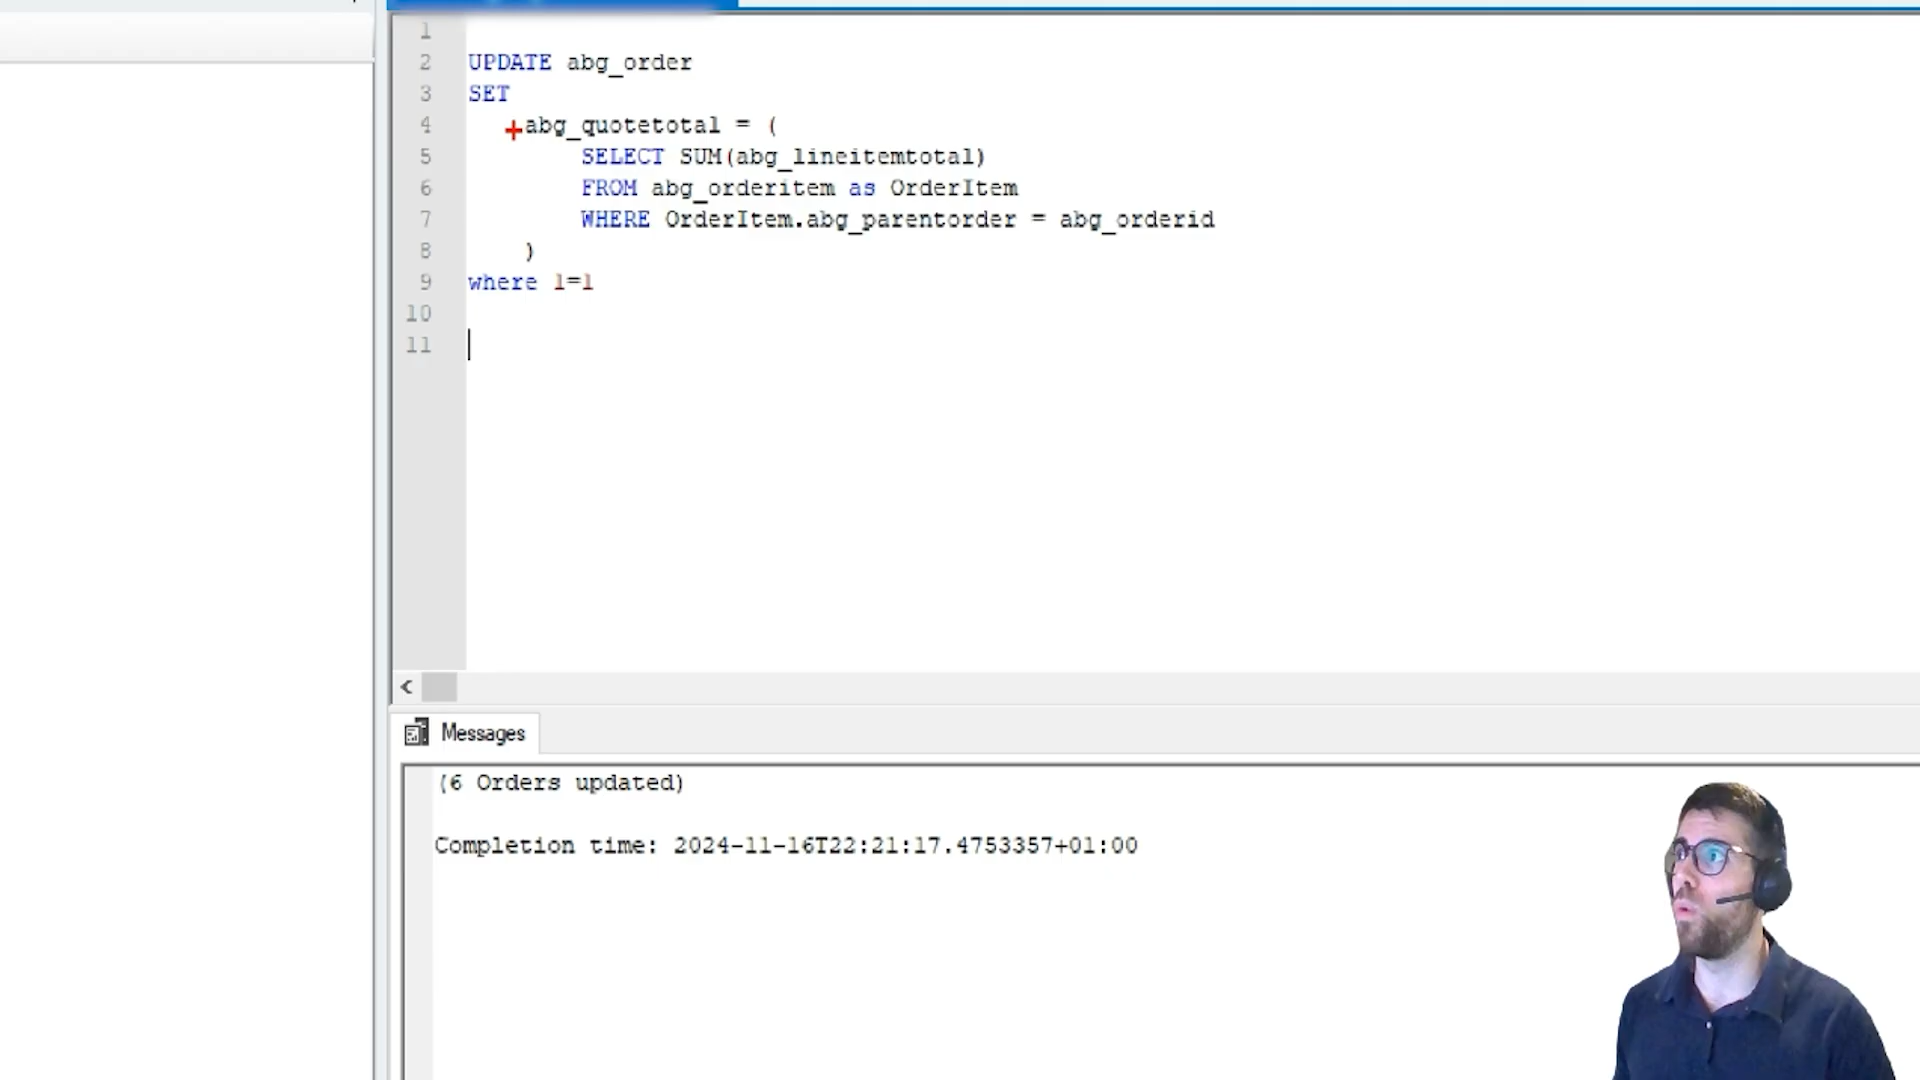 1
2 UPDATE abg_order
3 SET
4 abg_quotetotal = (
5 SELECT SUM(abg_lineitemtotal)
6 FROM abg_orderitem as OrderItem
7 WHERE OrderItem.abg_parentorder = abg_orderid
8 )
9 where 1=1
10
11
Messages
(6 Orders updated)
Completion time: 2024-11-16T22:21:17.4753357+01:00